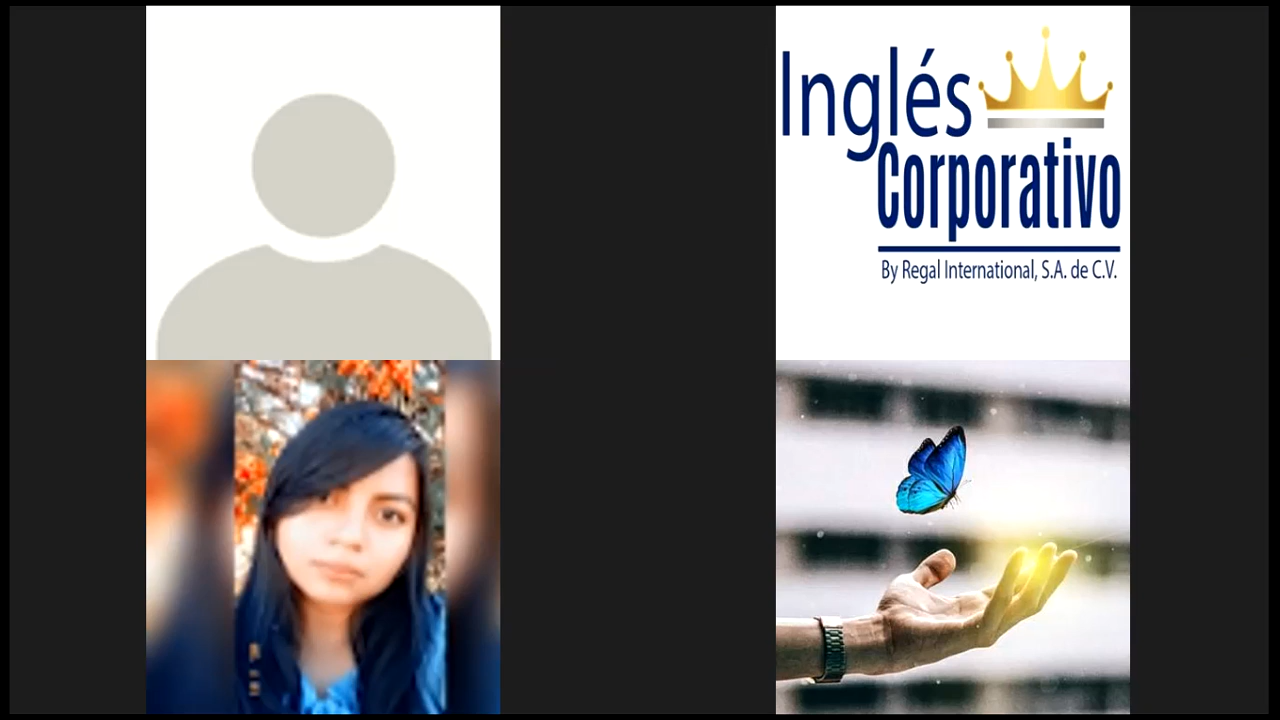 Inglés
Corporativo
By Regal International, S.A. de C.V.